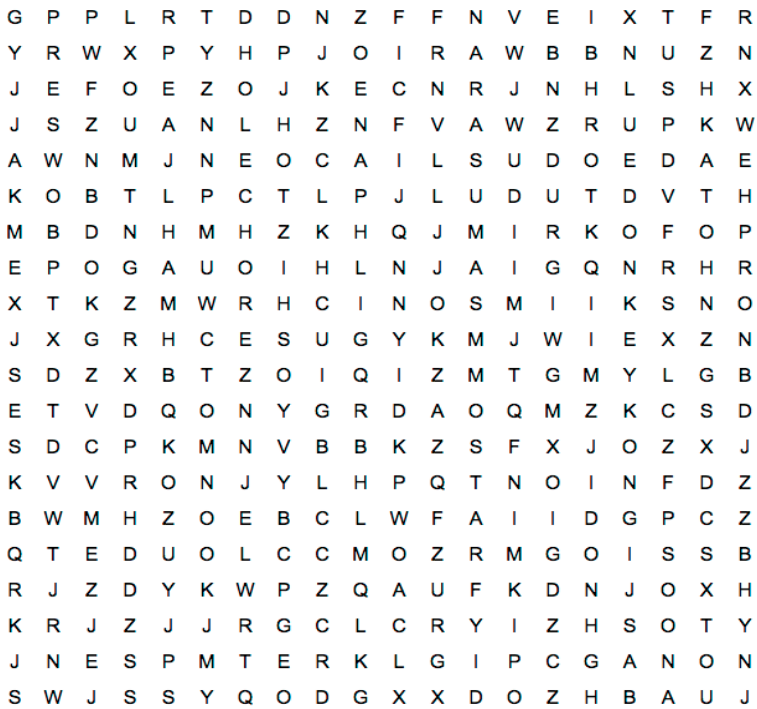 G P P L R T D D N Z F F N V E I X T F R
Y R W X P Y H P J O I R A W B B N U Z N
J E F O E Z O J K E C N R J N H L S H X
J S Z U A N L H Z N F V A W Z R U P K W
A W N M J N E O C A I L S U D O E D A E
K O B T L P C T L P J L U D U T D V T H
M B D N H M H Z K H Q J M I R K O F O P
E P O G A U O I H L N J A I G Q N R H R
X T K Z M W R H C I N O S M I I K S N O
J X G R H C E S U G Y K M J W I E X Z N
S D Z X B T Z O I Q I Z M T G M Y L G B
E T V D Q O N Y G R D A O Q M Z K C S D
S D C P K M N V B B K Z S F X J O Z X J
K V V R O N J Y L H P Q T N O I N F D Z
B W M H Z O E B C L W F A I I D G P C Z
Q T E D U O L C C M O Z R M G O I S S B
R J Z D Y K W P Z Q A U F K D N J O X H
K R J Z J J R G C L C R Y I Z H S O T Y
J N E S P M T E R K L G I P C G A N O N
S W J S S Y Q O D G X X D O Z H B A U J